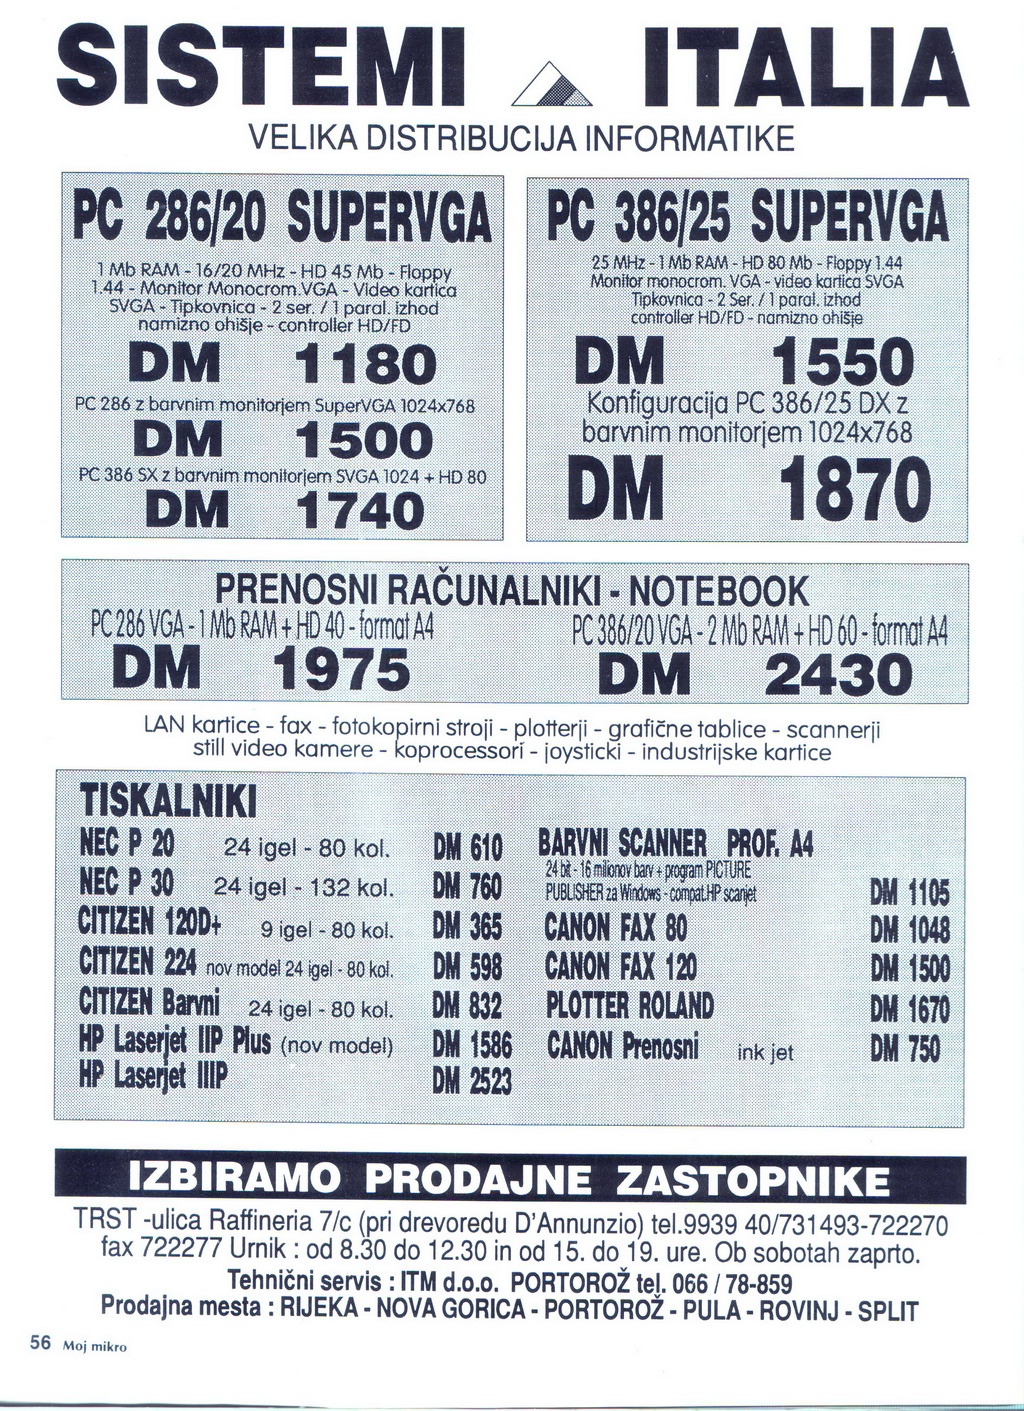 SISTEMI ITALIA
VELIKA DISTRIBUCIJA INFORMATIKE
PC 286/20 SUPERVGA
1 Mb RAM - 16/20 MHz - HD 45 Mb - Floppy
1.44 - Monitor Monocrom.VGA - Video kartica
SVGA - Tipkovnica - 2 ser. / 1 paral. izhod
namizno ohišje - controller HD/FD
DM 1180
PC 286 z barvnim monitorjem SuperVGA 1024x768
DM 1500
PC 386 SX z barvnim monitorjem SVGA 1024 + HD 80
DM 1740
PC 386/25 SUPERVGA
25 MHz - 1 Mb RAM - HD 80 Mb - Floppy 1.44
Monitor monocrom. VGA - video kartica SVGA
Tipkovnica - 2 Ser. / 1 paral. izhod
controller HD/FD - namizno ohišje
DM 1550
Konfiguracija PC 386/25 DX z
barvnim monitorjem 1024x768
DM 1870
PRENOSNI RAČUNALNIKI - NOTEBOOK
PC 286 VGA - 1 Mb RAM + HD 40 - format A4
DM 1975
PC 386/20 VGA - 2 Mb RAM + HD 60 - format A4
DM 2430
LAN kartice - fax - fotokopirni stroji - plotterji - grafične tablice - scannerji
still video kamere - koprocessori - joysticki - industrijske kartice
TISKALNIKI
NEC P 20 24 igel - 80 kol. DM 610
NEC P 30 24 igel - 132 kol. DM 760
CITIZEN 120D+ 9 igel - 80 kol. DM 365
CITIZEN 224 nov model 24 igel - 80 kol. DM 598
CITIZEN Barvni 24 igel - 80 kol. DM 832
HP Laserjet IIP Plus (nov model) DM 1586
HP Laserjet IIIP DM 2523
BARVNI SCANNER PROF. A4
24 bit - 16 milionov barv + program PICTURE
PUBLISHER za Windows - compat.HP scanjet DM 1105
CANON FAX 80 DM 1048
CANON FAX 120 DM 1500
PLOTTER ROLAND DM 1670
CANON Prenosni ink jet DM 750
IZBIRAMO PRODAJNE ZASTOPNIKE
TRST -ulica Raffineria 7/c (pri drevoredu D'Annunzio) tel.9939 40/731493-722270
fax 722277 Urnik : od 8.30 do 12.30 in od 15. do 19. ure. Ob sobotah zaprto.
Tehnični servis : ITM d.o.o. PORTOROŽ tel. 066 / 78-859
Prodajna mesta : RIJEKA - NOVA GORICA - PORTOROŽ - PULA - ROVINJ - SPLIT
56 Moj mikro